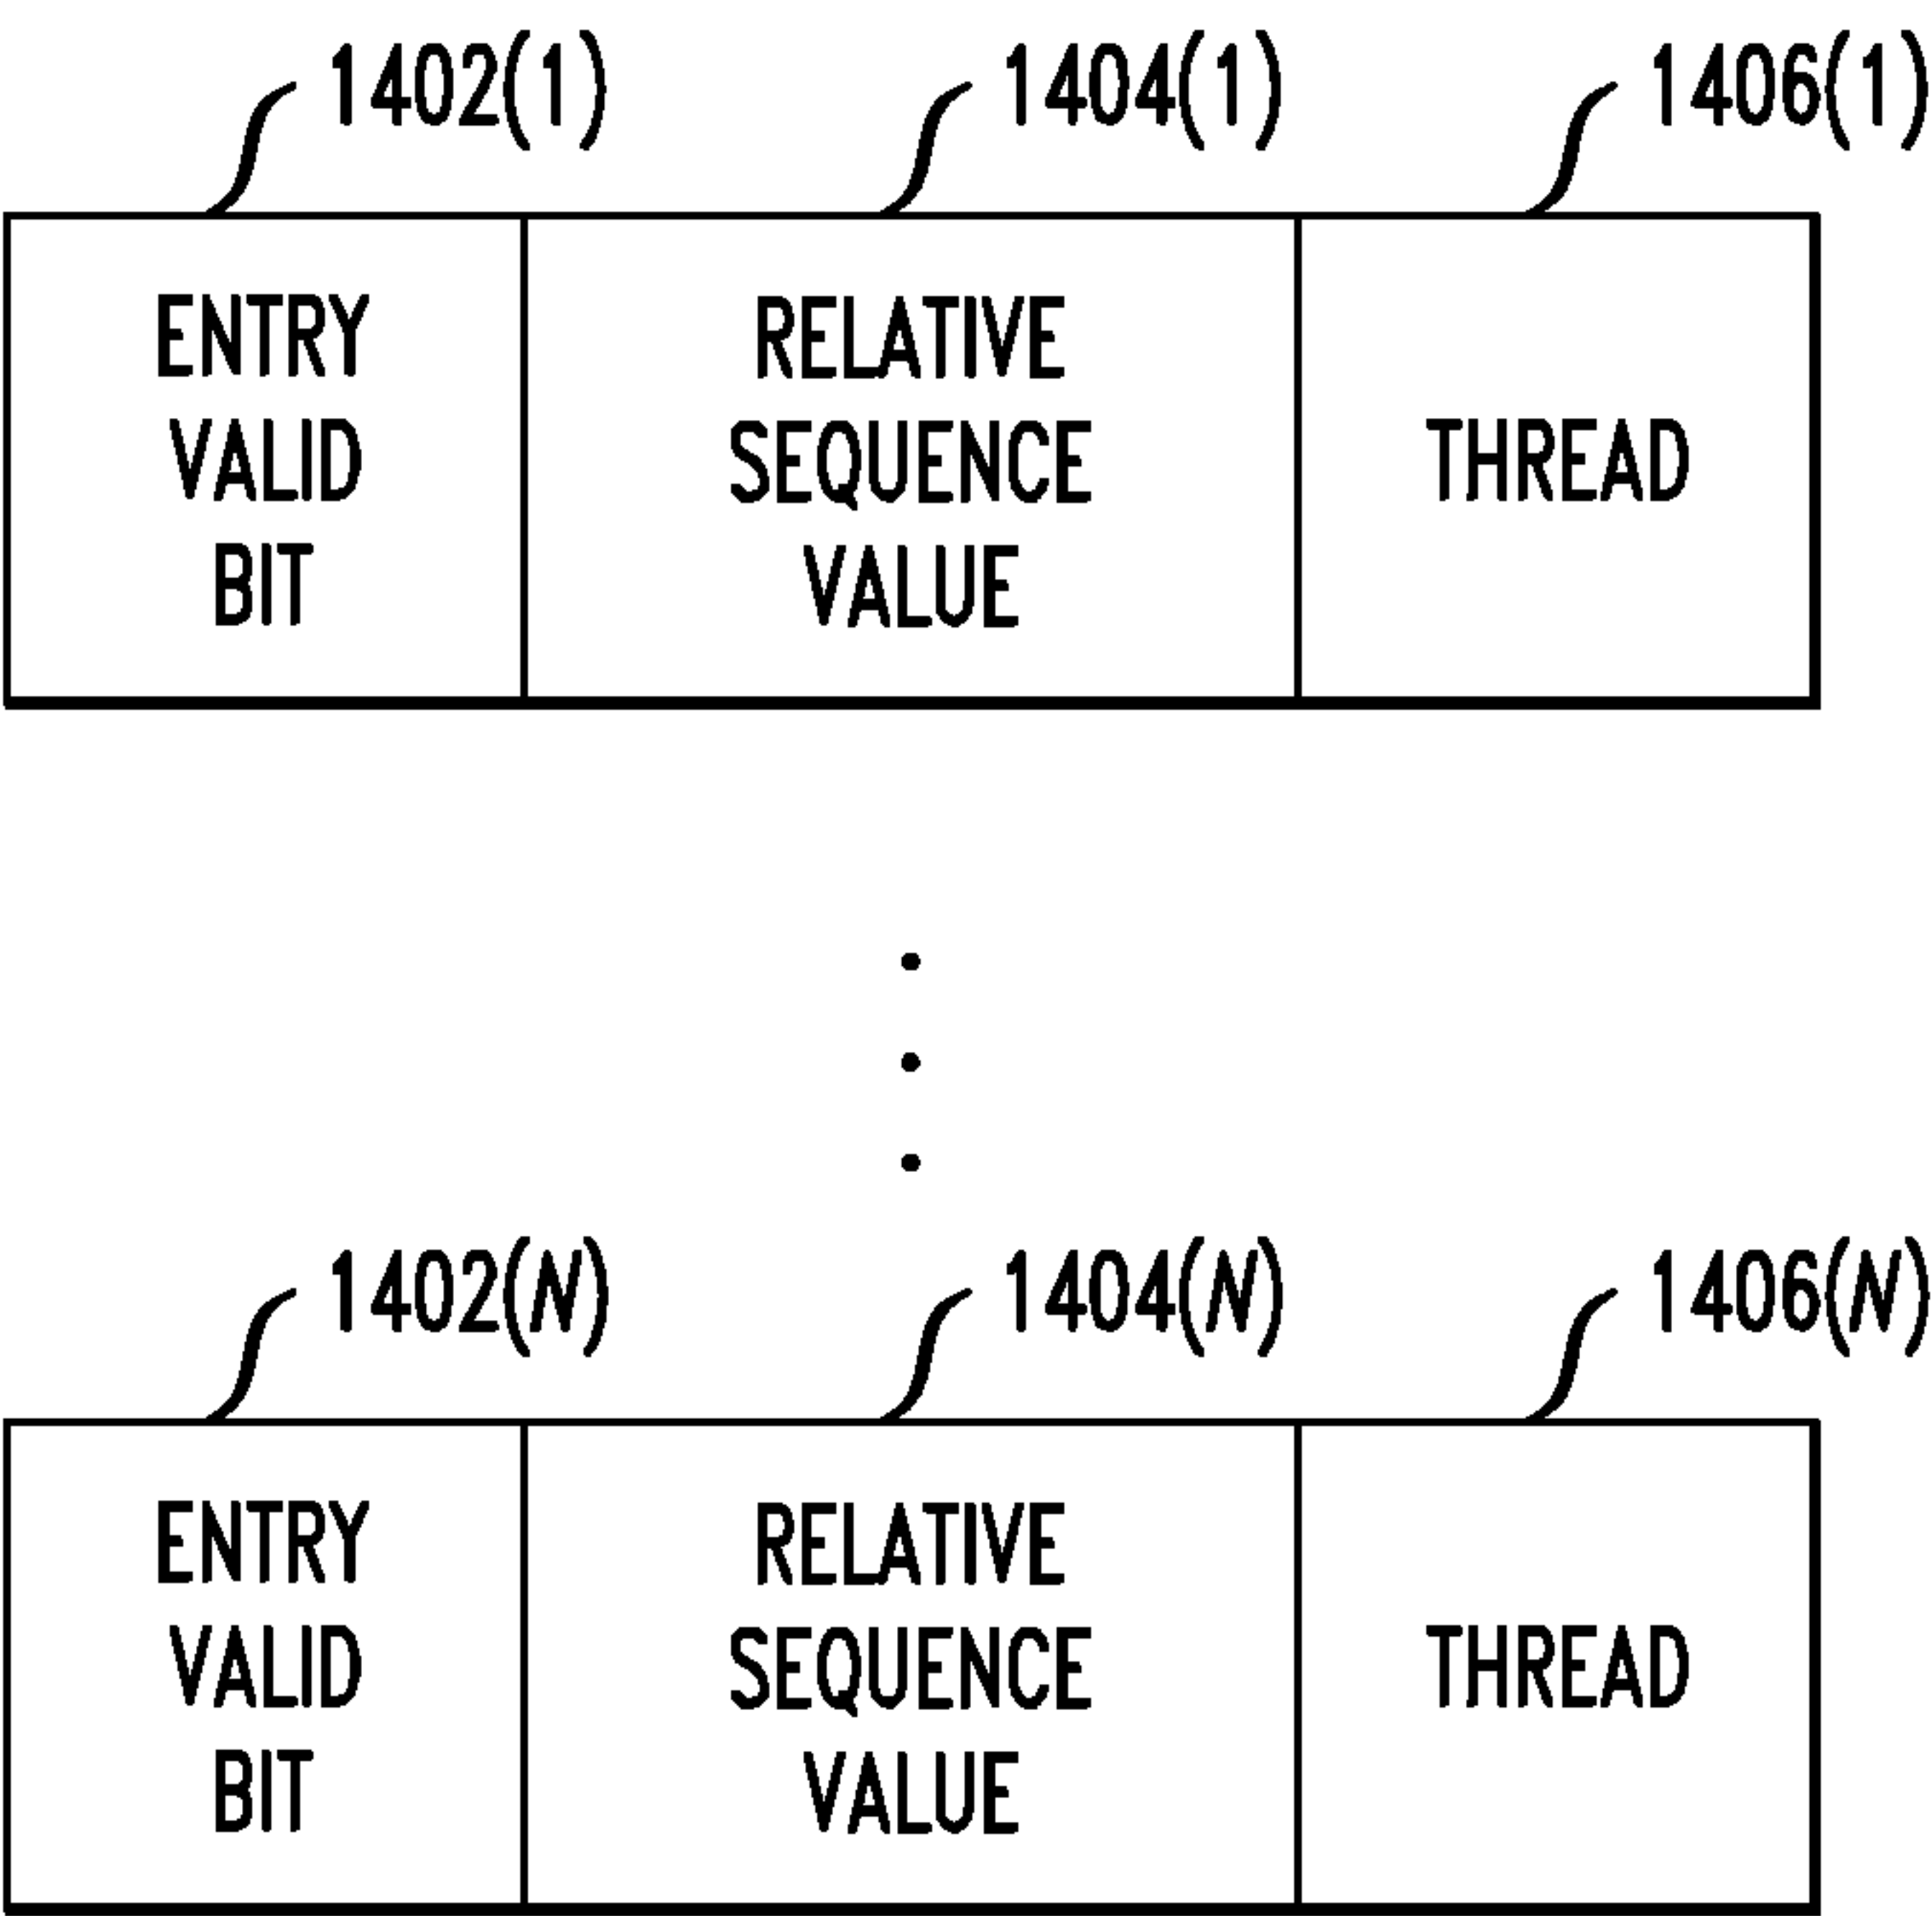 1402(1) 1404(1) 1406(1)
ENTRY
VALID
BIT
RELATIVE
SEQUENCE
VALUE
THREAD
1402(N) 1404(N) 1406(N)
ENTRY
VALID
BIT
RELATIVE
SEQUENCE
VALUE
THREAD